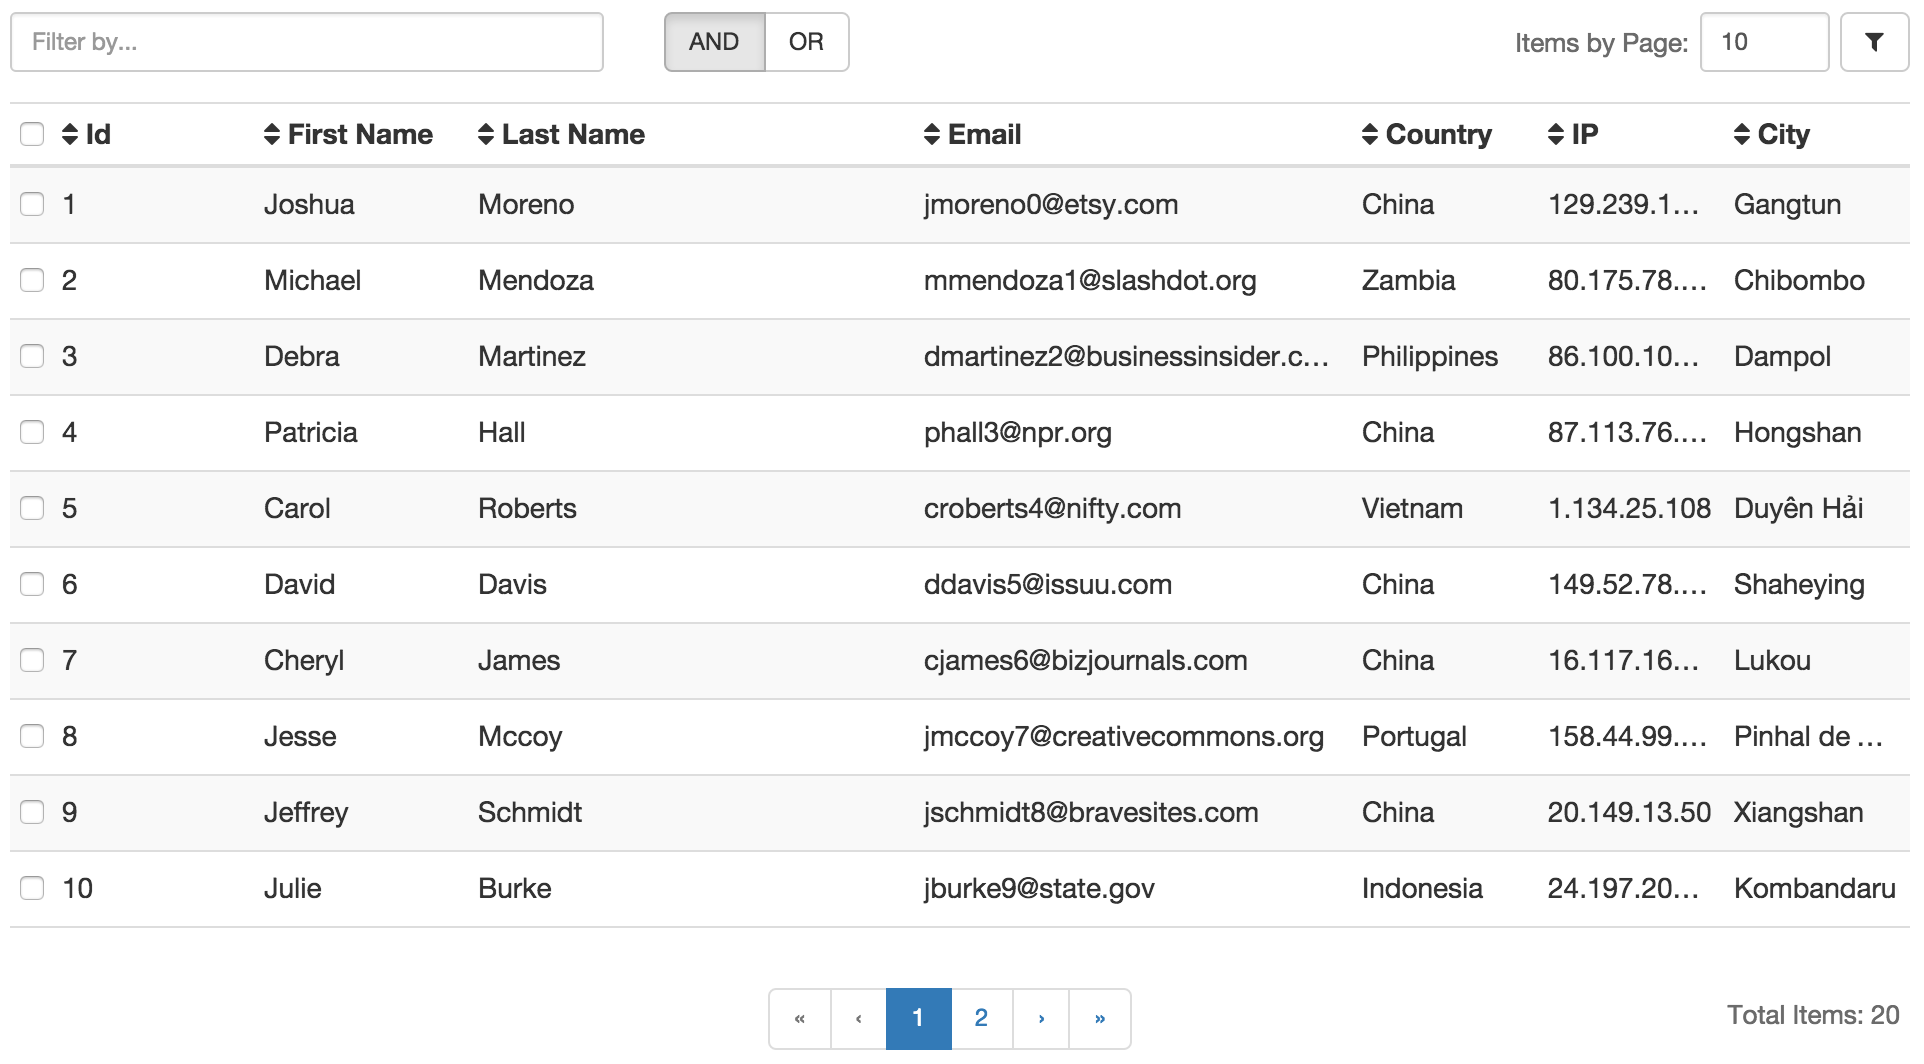 Filter by... AND OR Items by Page: 10
Id First Name Last Name Email Country IP City
1 Joshua Moreno jmoreno0@etsy.com China 129.239.1... Gangtun
2 Michael Mendoza mmendoza1@slashdot.org Zambia 80.175.78.... Chibombo
3 Debra Martinez dmartinez2@businessinsider.c... Philippines 86.100.10... Dampol
4 Patricia Hall phall3@npr.org China 87.113.76.... Hongshan
5 Carol Roberts croberts4@nifty.com Vietnam 1.134.25.108 Duyên Hải
6 David Davis ddavis5@issuu.com China 149.52.78.... Shaheying
7 Cheryl James cjames6@bizjournals.com China 16.117.16... Lukou
8 Jesse Mccoy jmccoy7@creativecommons.org Portugal 158.44.99.... Pinhal de ...
9 Jeffrey Schmidt jschmidt8@bravesites.com China 20.149.13.50 Xiangshan
10 Julie Burke jburke9@state.gov Indonesia 24.197.20... Kombandaru
« ‹ 1 2 › » Total Items: 20